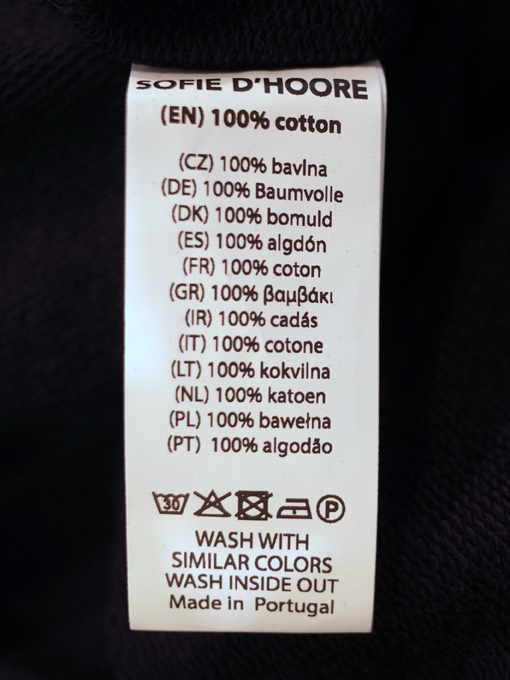 SOFIE D'HOORE
(EN) 100% cotton
(CZ) 100% bavlna
(DE) 100% Baumvolle
(DK) 100% bomuld
(ES) 100% algdón
(FR) 100% coton
(GR) 100% βαμβάκι
(IR) 100% cadás
(IT) 100% cotone
(LT) 100% kokvilna
(NL) 100% katoen
(PL) 100% bawełna
(PT) 100% algodão
30 P
WASH WITH
SIMILAR COLORS
WASH INSIDE OUT
Made in Portugal